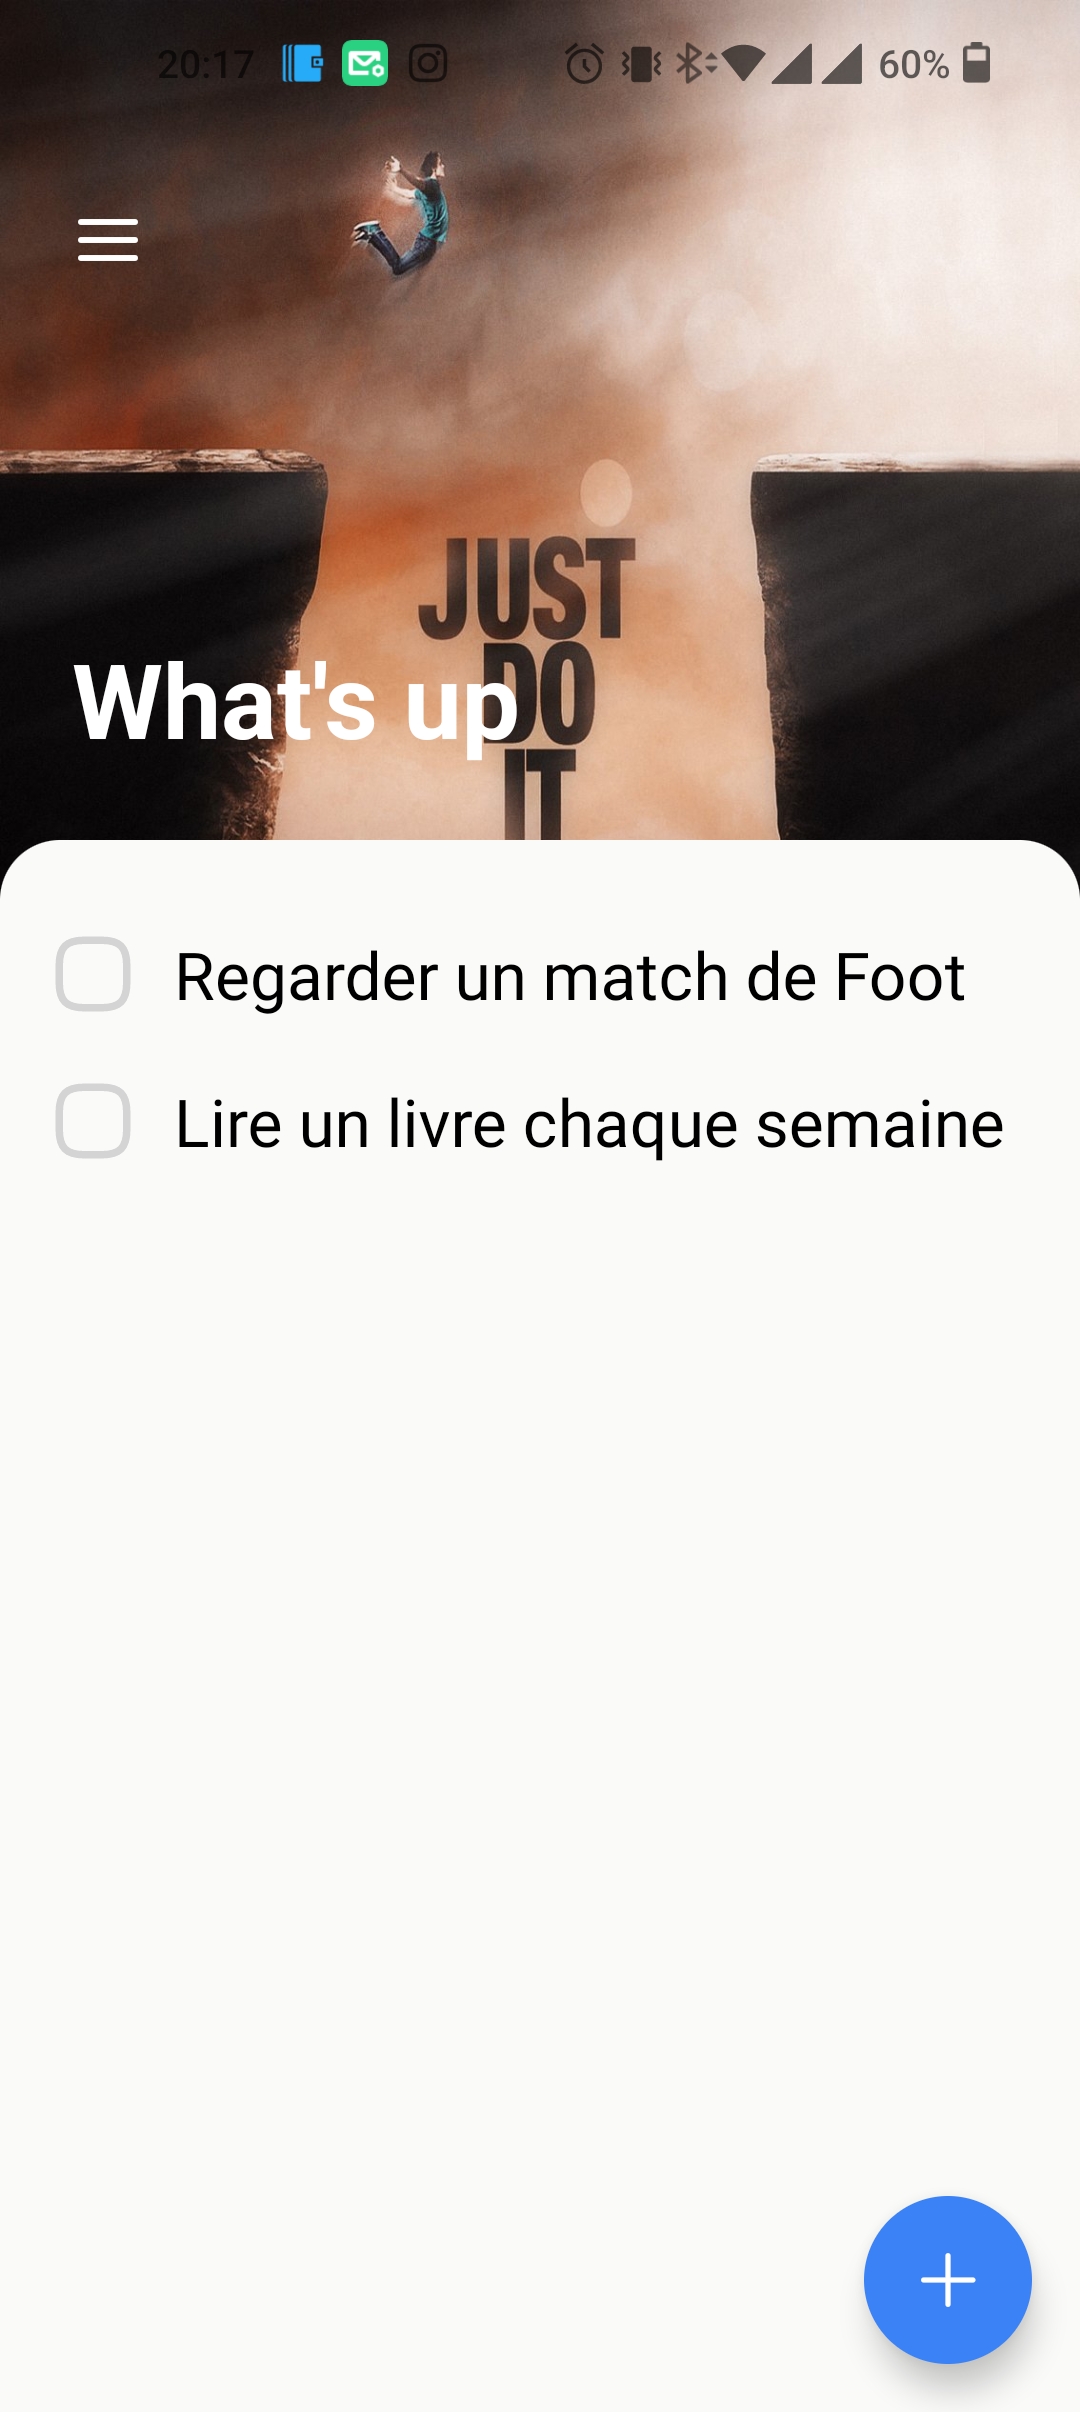 20:17 60%
JUST
DO
What's up
IT
Regarder un match de Foot
Lire un livre chaque semaine